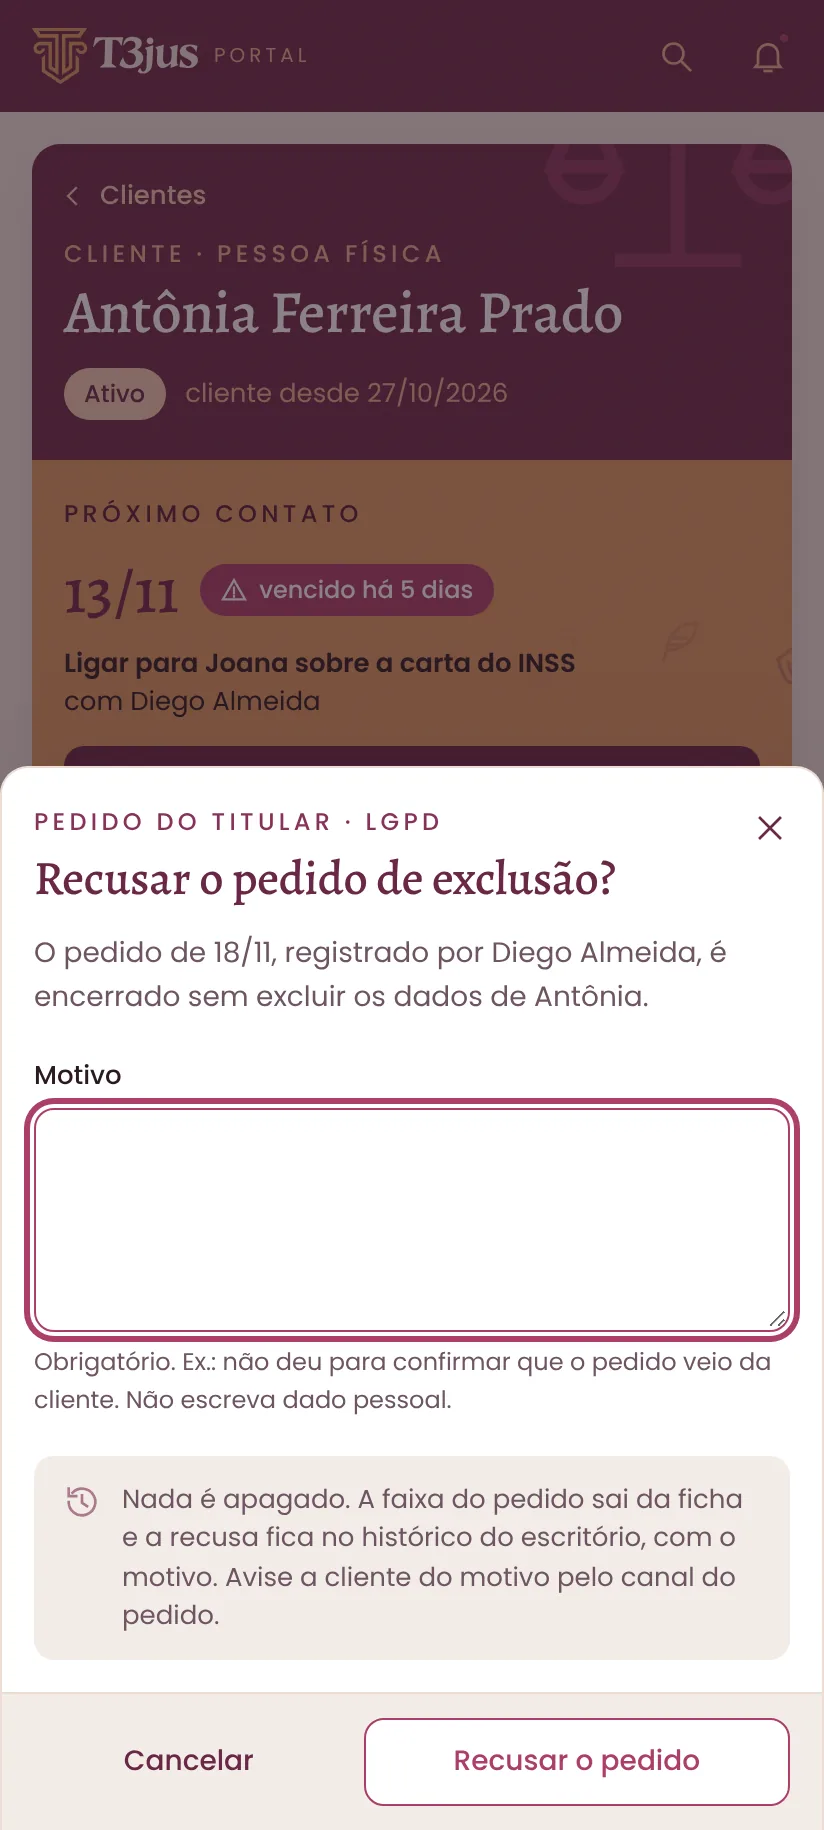 T3jus PORTAL
Clientes
CLIENTE · PESSOA FÍSICA
Antônia Ferreira Prado
Ativo cliente desde 27/10/2026
PRÓXIMO CONTATO
13/11 vencido há 5 dias
Ligar para Joana sobre a carta do INSS
com Diego Almeida
PEDIDO DO TITULAR · LGPD
Recusar o pedido de exclusão?
O pedido de 18/11, registrado por Diego Almeida, é
encerrado sem excluir os dados de Antônia.
Motivo
Obrigatório. Ex.: não deu para confirmar que o pedido veio da
cliente. Não escreva dado pessoal.
Nada é apagado. A faixa do pedido sai da ficha
e a recusa fica no histórico do escritório, com o
motivo. Avise a cliente do motivo pelo canal do
pedido.
Cancelar Recusar o pedido